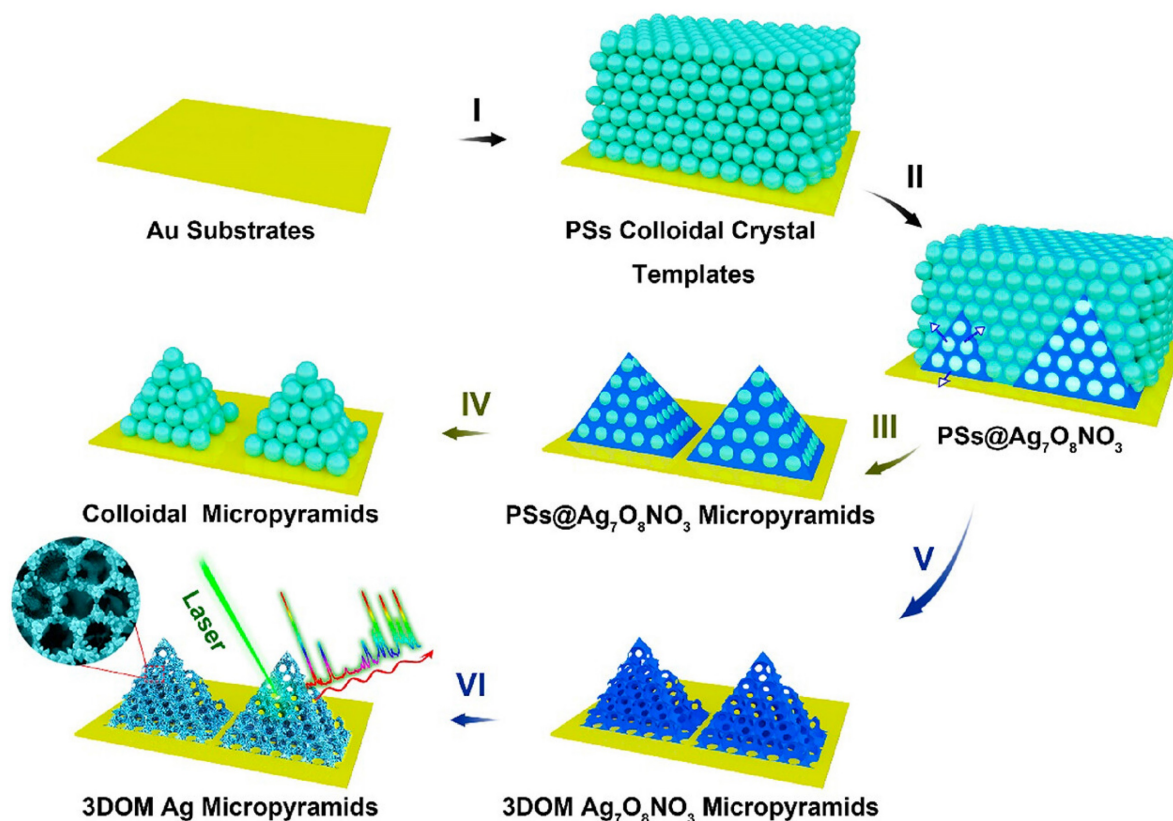 I
Au Substrates
PSs Colloidal Crystal
Templates
II
PSs@Ag₇O₈NO₃
III
IV
Colloidal Micropyramids
PSs@Ag₇O₈NO₃ Micropyramids
V
Laser
VI
3DOM Ag Micropyramids
3DOM Ag₇O₈NO₃ Micropyramids